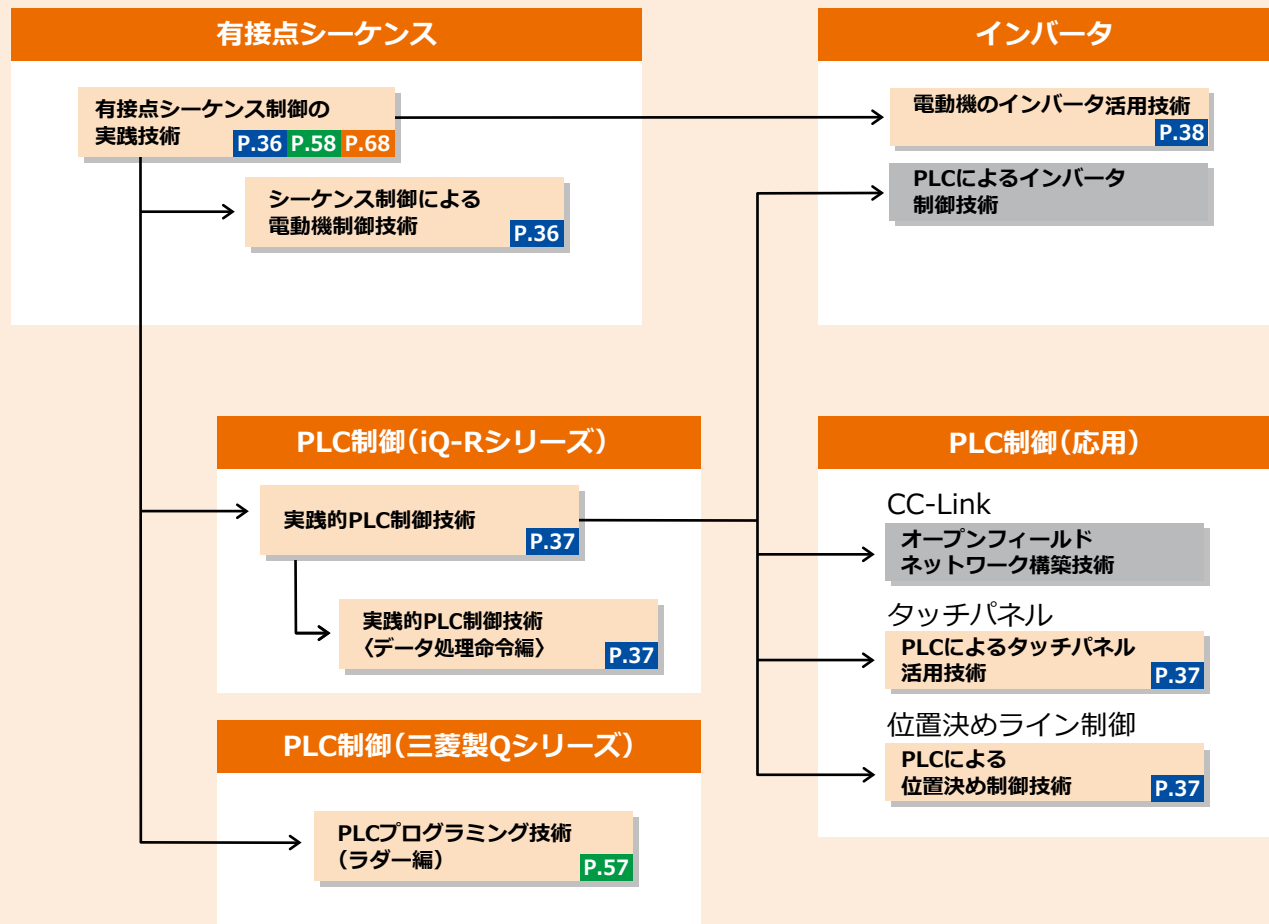 有接点シーケンス
有接点シーケンス制御の
実践技術
P.36 P.58 P.68
シーケンス制御による
電動機制御技術
P.36
インバータ
電動機のインバータ活用技術
P.38
PLCによるインバータ
制御技術
PLC制御（iQ-Rシリーズ）
実践的PLC制御技術
P.37
実践的PLC制御技術
〈データ処理命令編〉
P.37
PLC制御（応用）
CC-Link
オープンフィールド
ネットワーク構築技術
タッチパネル
PLCによるタッチパネル
活用技術
P.37
位置決めライン制御
PLCによる
位置決め制御技術
P.37
PLC制御（三菱製Qシリーズ）
PLCプログラミング技術
（ラダー編）
P.57